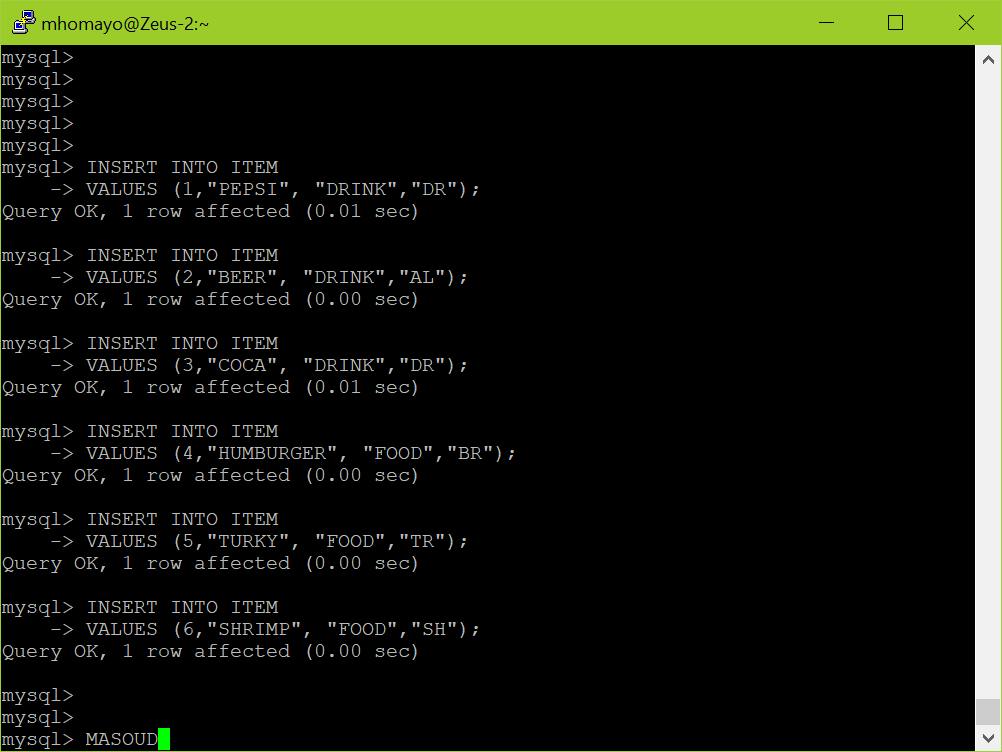 mhomayo@Zeus-2:~
mysql>
mysql>
mysql>
mysql>
mysql>
mysql> INSERT INTO ITEM
-> VALUES (1,"PEPSI", "DRINK","DR");
Query OK, 1 row affected (0.01 sec)
mysql> INSERT INTO ITEM
-> VALUES (2,"BEER", "DRINK","AL");
Query OK, 1 row affected (0.00 sec)
mysql> INSERT INTO ITEM
-> VALUES (3,"COCA", "DRINK","DR");
Query OK, 1 row affected (0.01 sec)
mysql> INSERT INTO ITEM
-> VALUES (4,"HUMBURGER", "FOOD","BR");
Query OK, 1 row affected (0.00 sec)
mysql> INSERT INTO ITEM
-> VALUES (5,"TURKY", "FOOD","TR");
Query OK, 1 row affected (0.00 sec)
mysql> INSERT INTO ITEM
-> VALUES (6,"SHRIMP", "FOOD","SH");
Query OK, 1 row affected (0.00 sec)
mysql>
mysql>
mysql> MASOUD